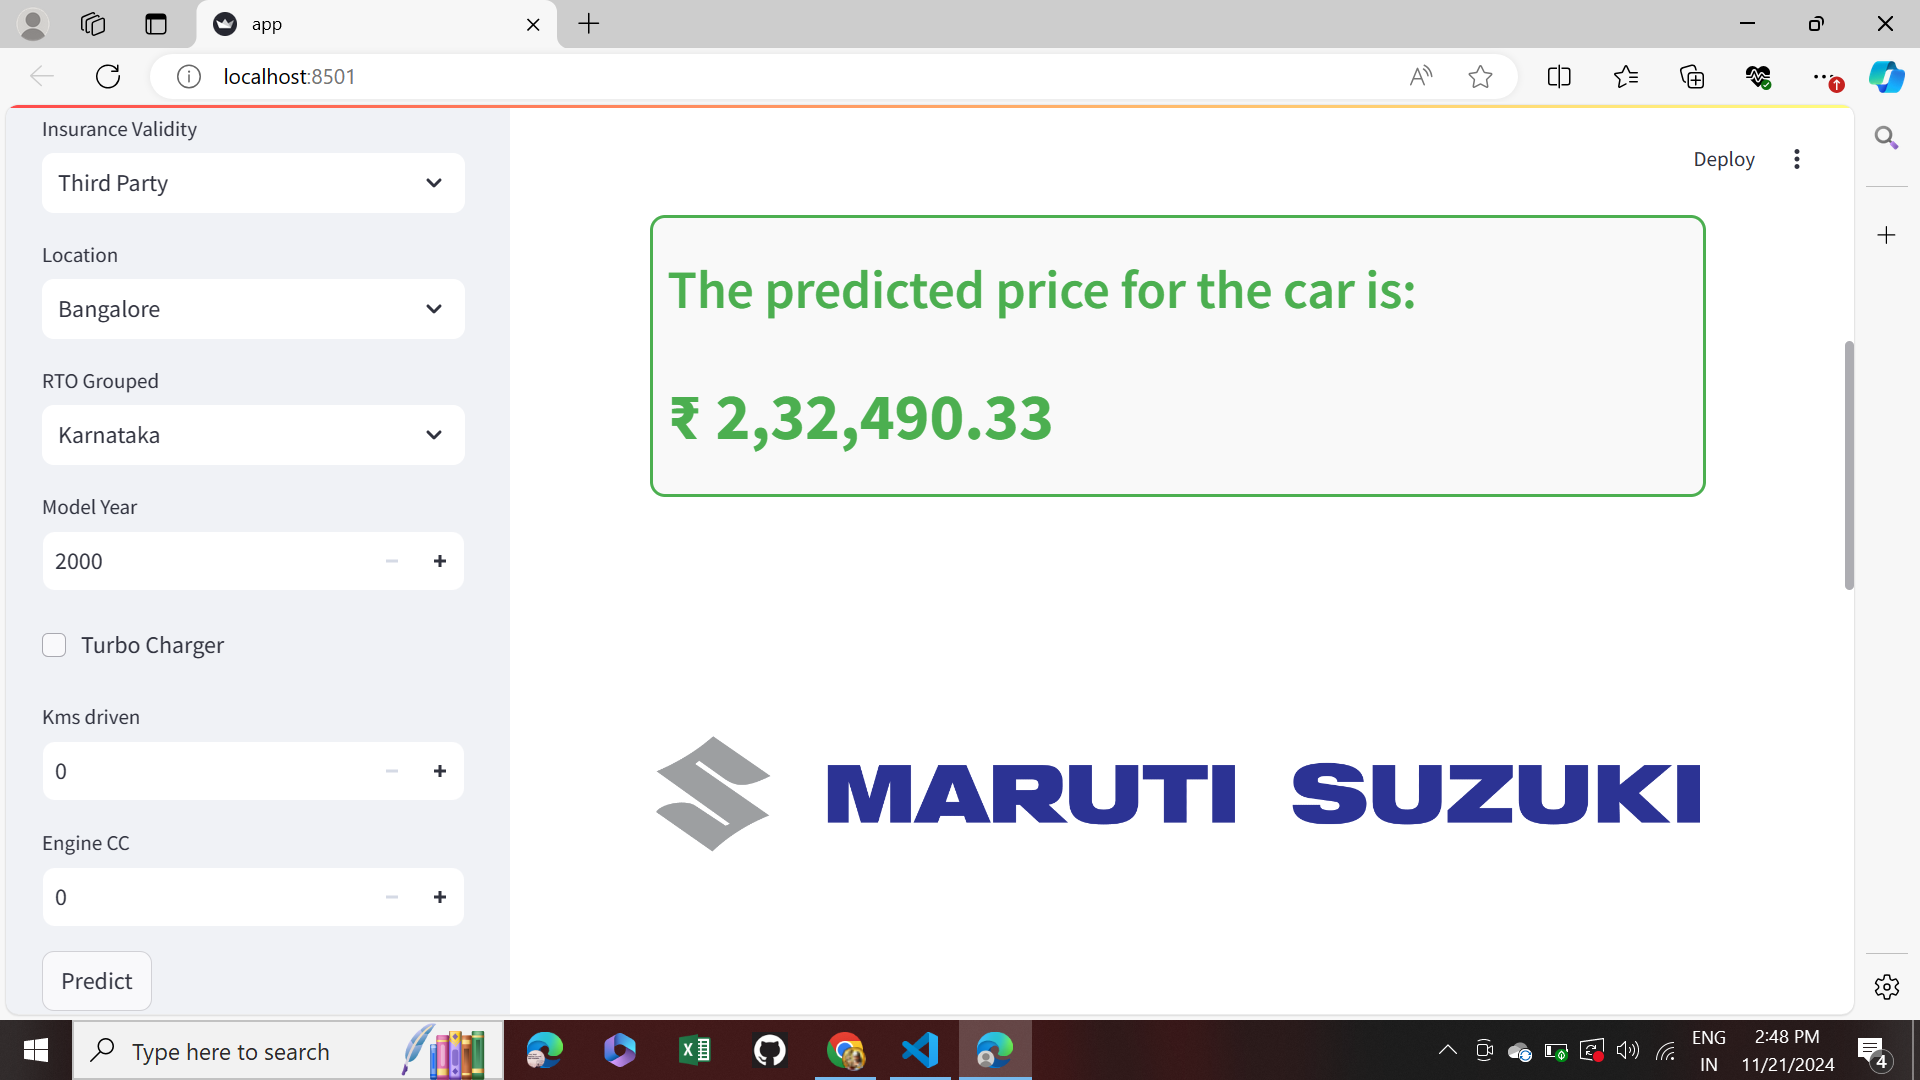 app
localhost:8501
Insurance Validity
Third Party
Location
Bangalore
RTO Grouped
Karnataka
Model Year
2000
Turbo Charger
Kms driven
0
Engine CC
0
Predict
Deploy
The predicted price for the car is:
₹ 2,32,490.33
MARUTI SUZUKI
Type here to search
ENG
IN
2:48 PM
11/21/2024
4